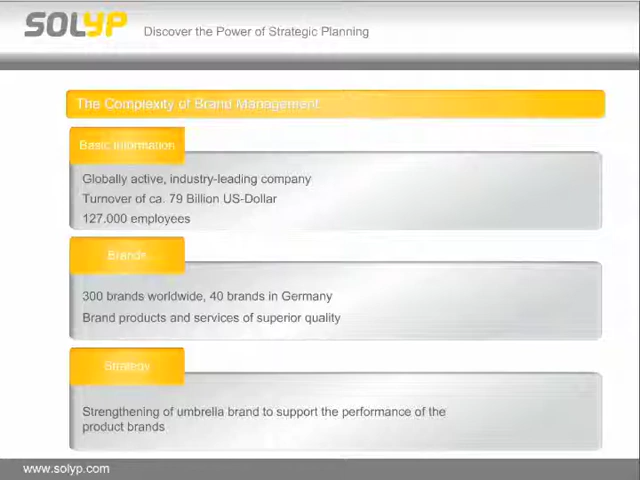 SOLYP
Discover the Power of Strategic Planning
The Complexity of Brand Management
Basic Information
Globally active, industry-leading company
Turnover of ca. 79 Billion US-Dollar
127.000 employees
Brands
300 brands worldwide, 40 brands in Germany
Brand products and services of superior quality
Strategy
Strengthening of umbrella brand to support the performance of the
product brands
www.solyp.com